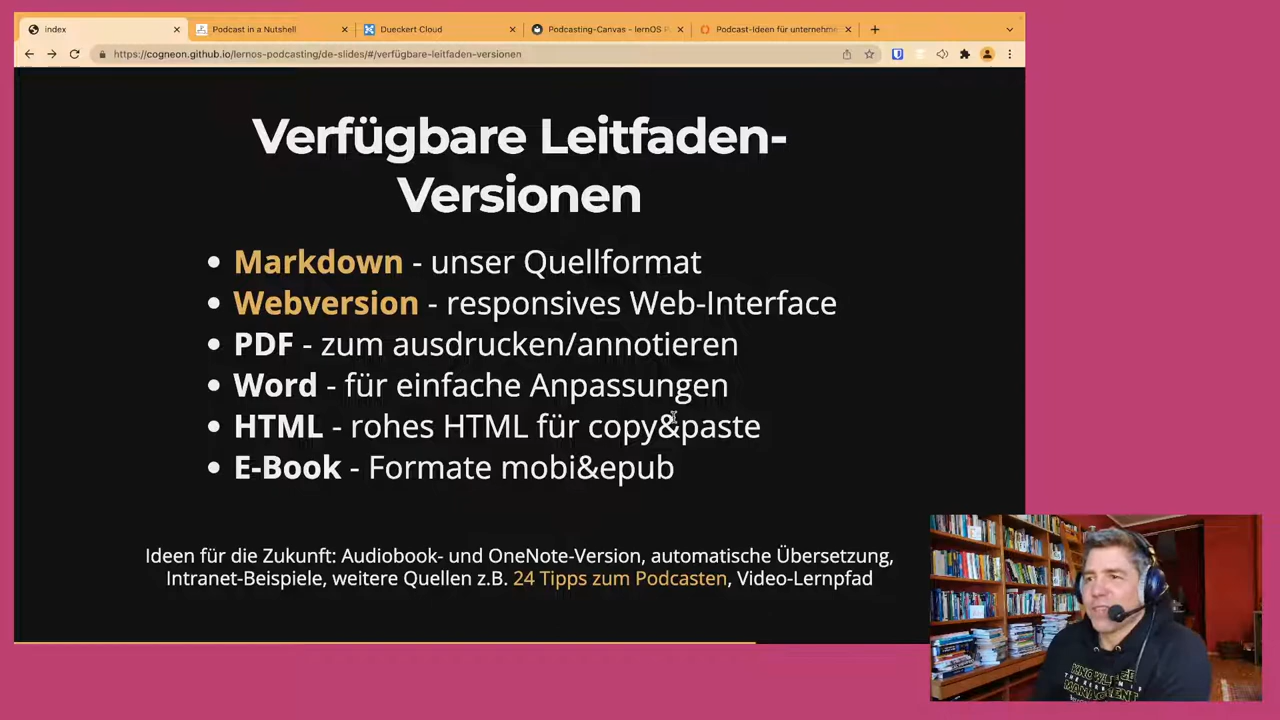 index
Podcast in a Nutshell
Dueckert Cloud
Podcasting-Canvas - lernOS P
Podcast-Ideen für unternehme
https://cogneon.github.io/lernos-podcasting/de-slides/#/verfügbare-leitfaden-versionen
Verfügbare Leitfaden-
Versionen
• Markdown - unser Quellformat
• Webversion - responsives Web-Interface
• PDF - zum ausdrucken/annotieren
• Word - für einfache Anpassungen
• HTML - rohes HTML für copy&paste
• E-Book - Formate mobi&epub
Ideen für die Zukunft: Audiobook- und OneNote-Version, automatische Übersetzung,
Intranet-Beispiele, weitere Quellen z.B. 24 Tipps zum Podcasten, Video-Lernpfad
KNOWLEDGE
MANAGEMENT